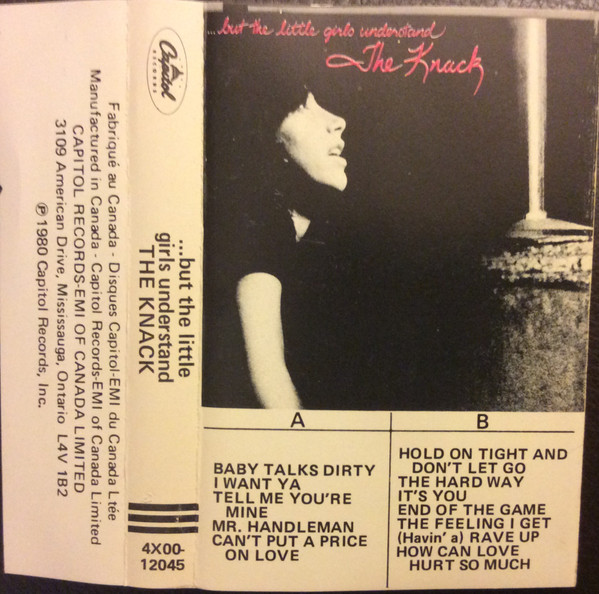 ...but the little girls understand
The Knack
A
BABY TALKS DIRTY
I WANT YA
TELL ME YOU'RE
MINE
MR. HANDLEMAN
CAN'T PUT A PRICE
ON LOVE
B
HOLD ON TIGHT AND
DON'T LET GO
THE HARD WAY
IT'S YOU
END OF THE GAME
THE FEELING I GET
(Havin' a) RAVE UP
HOW CAN LOVE
HURT SO MUCH
Capitol
RECORDS
...but the little
girls understand
THE KNACK
4X00-
12045
Fabriqué au Canada - Disques Capitol-EMI du Canada Ltée
Manufactured in Canada - Capitol Records-EMI of Canada Limited
CAPITOL RECORDS-EMI OF CANADA LIMITED
3109 American Drive, Mississauga, Ontario L4V 1B2
℗1980 Capitol Records, Inc.